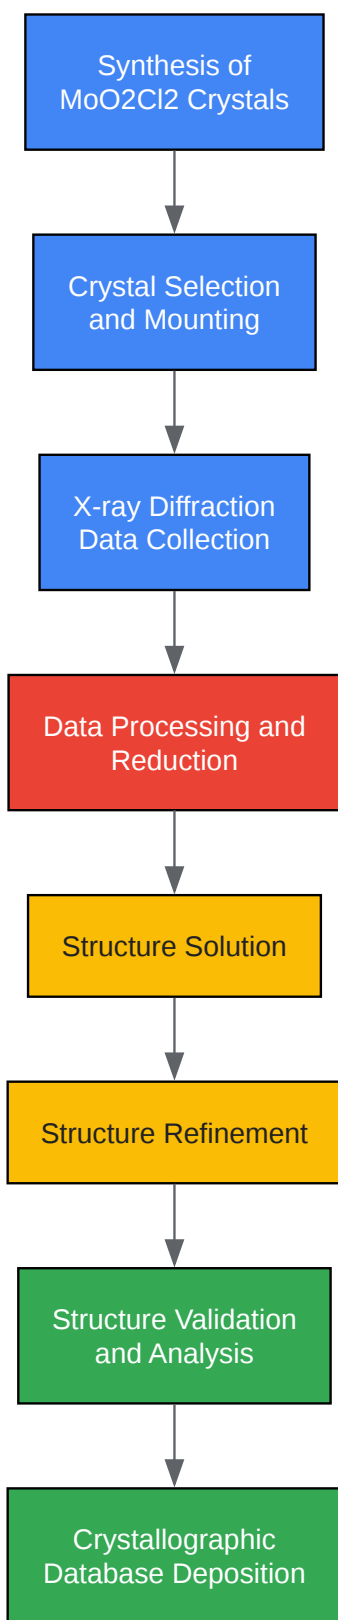 Synthesis of
MoO2Cl2 Crystals
Crystal Selection
and Mounting
X-ray Diffraction
Data Collection
Data Processing and
Reduction
Structure Solution
Structure Refinement
Structure Validation
and Analysis
Crystallographic
Database Deposition